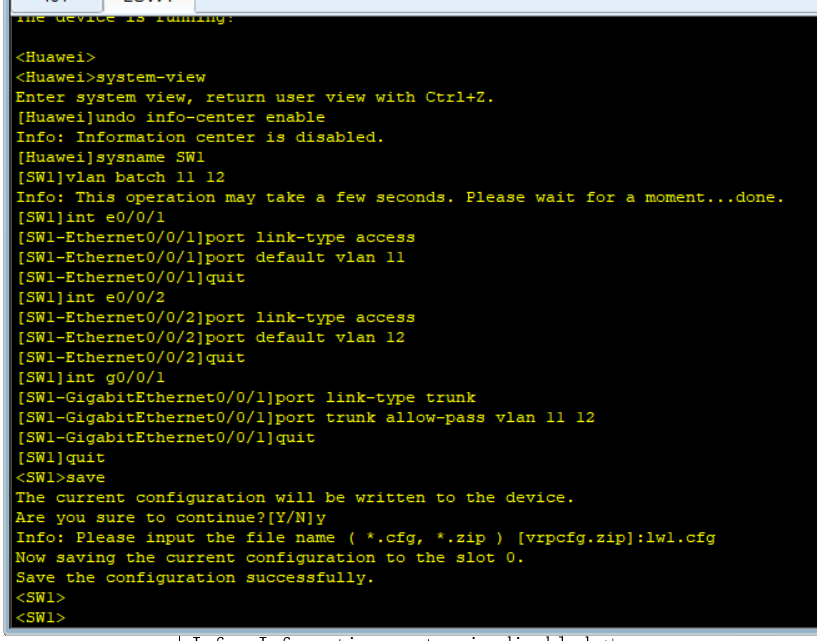 The device is running!
<Huawei>
<Huawei>system-view
Enter system view, return user view with Ctrl+Z.
[Huawei]undo info-center enable
Info: Information center is disabled.
[Huawei]sysname SW1
[SW1]vlan batch 11 12
Info: This operation may take a few seconds. Please wait for a moment...done.
[SW1]int e0/0/1
[SW1-Ethernet0/0/1]port link-type access
[SW1-Ethernet0/0/1]port default vlan 11
[SW1-Ethernet0/0/1]quit
[SW1]int e0/0/2
[SW1-Ethernet0/0/2]port link-type access
[SW1-Ethernet0/0/2]port default vlan 12
[SW1-Ethernet0/0/2]quit
[SW1]int g0/0/1
[SW1-GigabitEthernet0/0/1]port link-type trunk
[SW1-GigabitEthernet0/0/1]port trunk allow-pass vlan 11 12
[SW1-GigabitEthernet0/0/1]quit
[SW1]quit
<SW1>save
The current configuration will be written to the device.
Are you sure to continue?[Y/N]y
Info: Please input the file name ( *.cfg, *.zip ) [vrpcfg.zip]:lw1.cfg
Now saving the current configuration to the slot 0.
Save the configuration successfully.
<SW1>
<SW1>